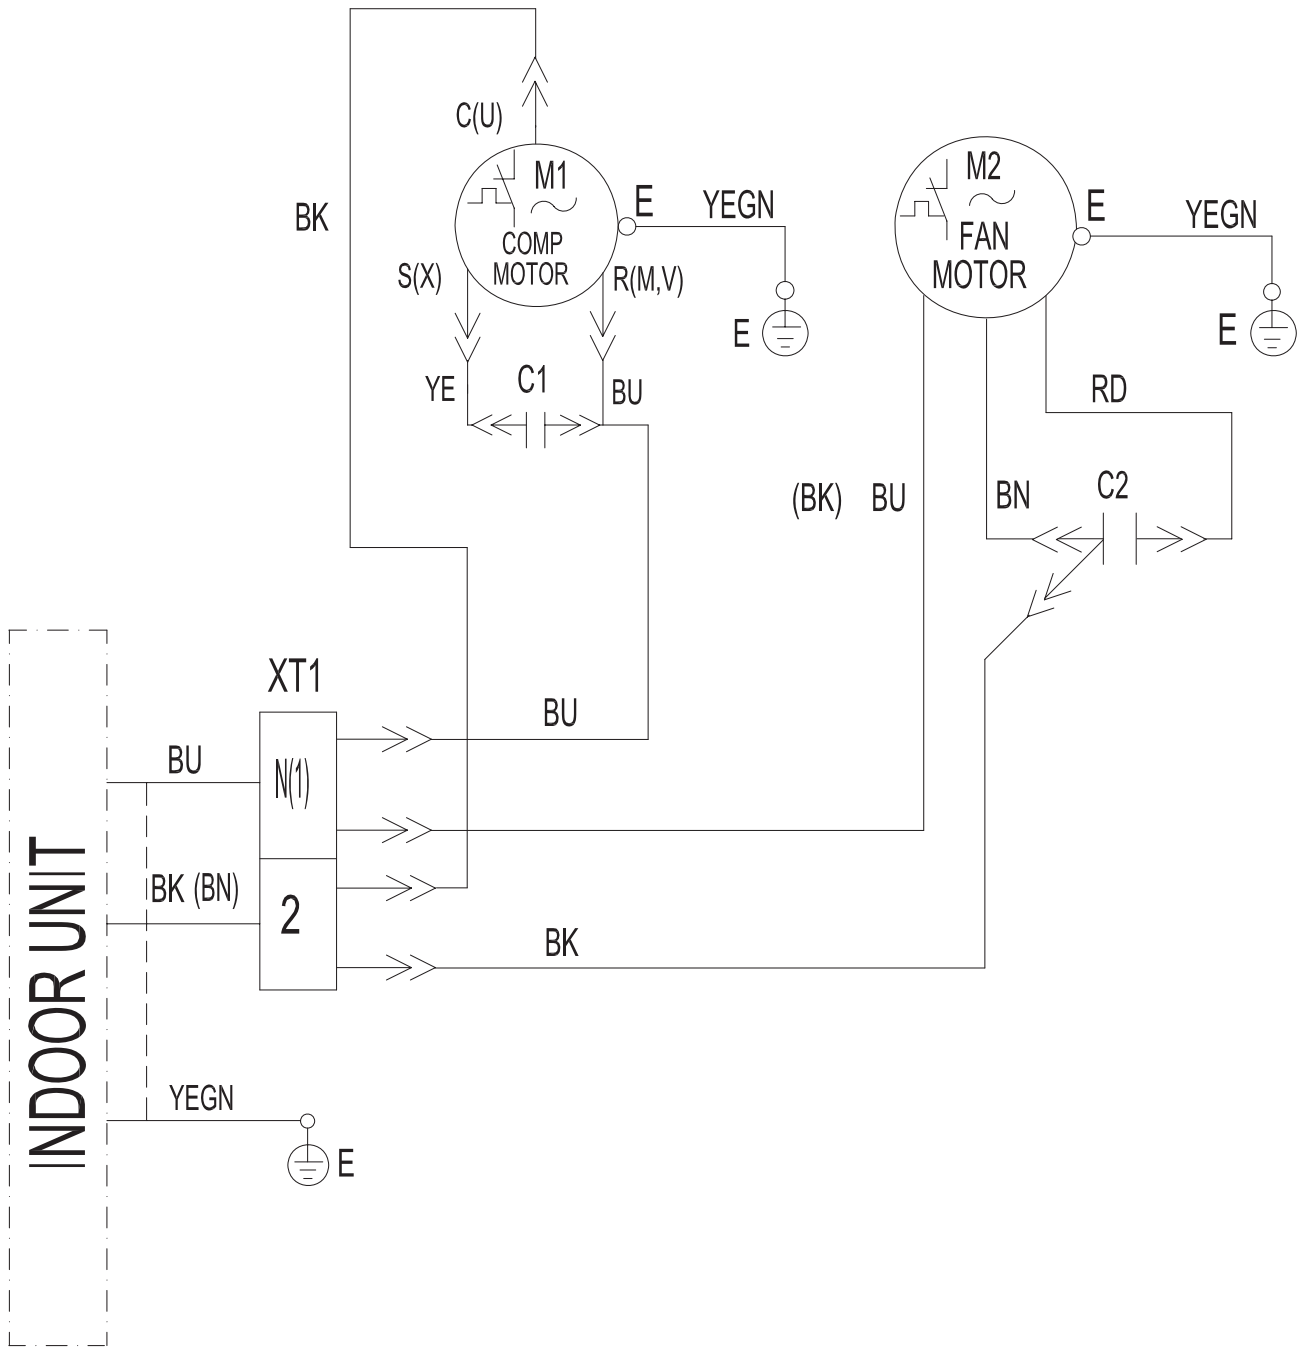 C(U)
M1
COMP
MOTOR
E
YEGN
BK
S(X)
R(M,V)
E
YE
C1
BU
M2
FAN
MOTOR
E
YEGN
E
RD
(BK) BU
BN
C2
XT1
BU
N(1)
BU
BK (BN)
2
BK
INDOOR UNIT
YEGN
E